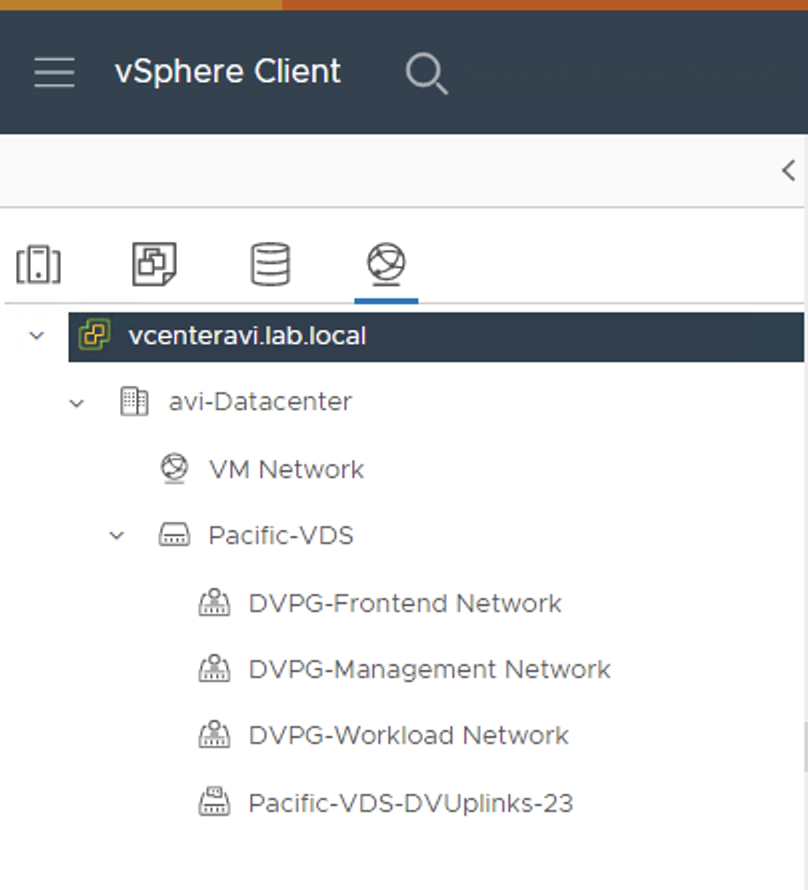 vSphere Client
vcenteravi.lab.local
avi-Datacenter
VM Network
Pacific-VDS
DVPG-Frontend Network
DVPG-Management Network
DVPG-Workload Network
Pacific-VDS-DVUplinks-23